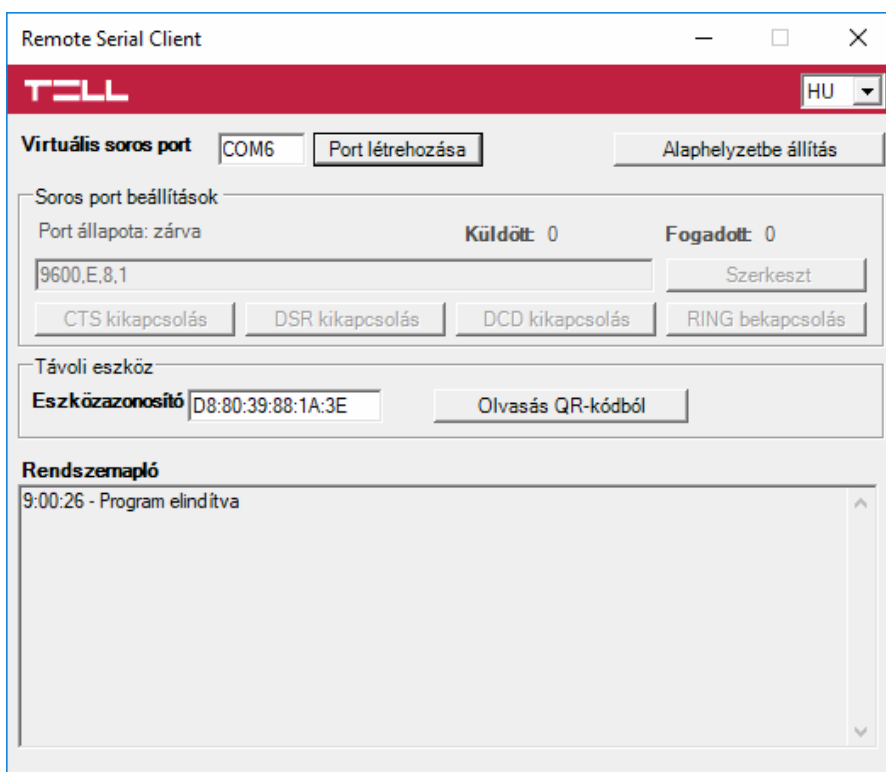 Remote Serial Client
TELL HU
Virtuális soros port COM6 Port létrehozása Alaphelyzetbe állítás
Soros port beállítások
Port állapota: zárva Küldött: 0 Fogadott: 0
9600,E,8,1 Szerkeszt
CTS kikapcsolás DSR kikapcsolás DCD kikapcsolás RING bekapcsolás
Távoli eszköz
Eszközazonosító D8:80:39:88:1A:3E Olvasás QR-kódból
Rendszernapló
9:00:26 - Program elindítva